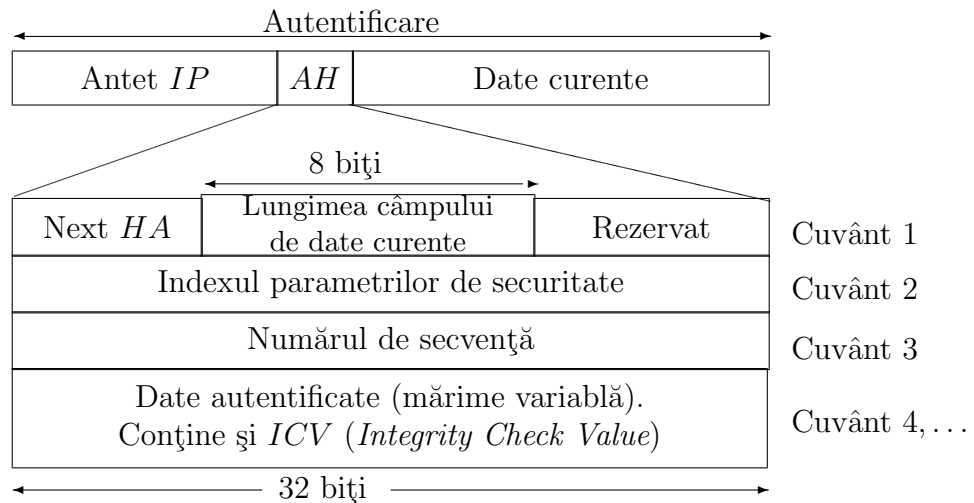 Autentificare
Antet IP AH Date curente
8 biţi
Next HA Lungimea câmpului de date curente Rezervat Cuvânt 1
Indexul parametrilor de securitate Cuvânt 2
Numărul de secvenţă Cuvânt 3
Date autentificate (mărime variablă).
Conţine şi ICV (Integrity Check Value) Cuvânt 4,...
32 biţi